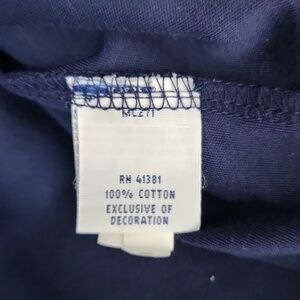 ML271
RN 41381
100% COTTON
EXCLUSIVE OF
DECORATION